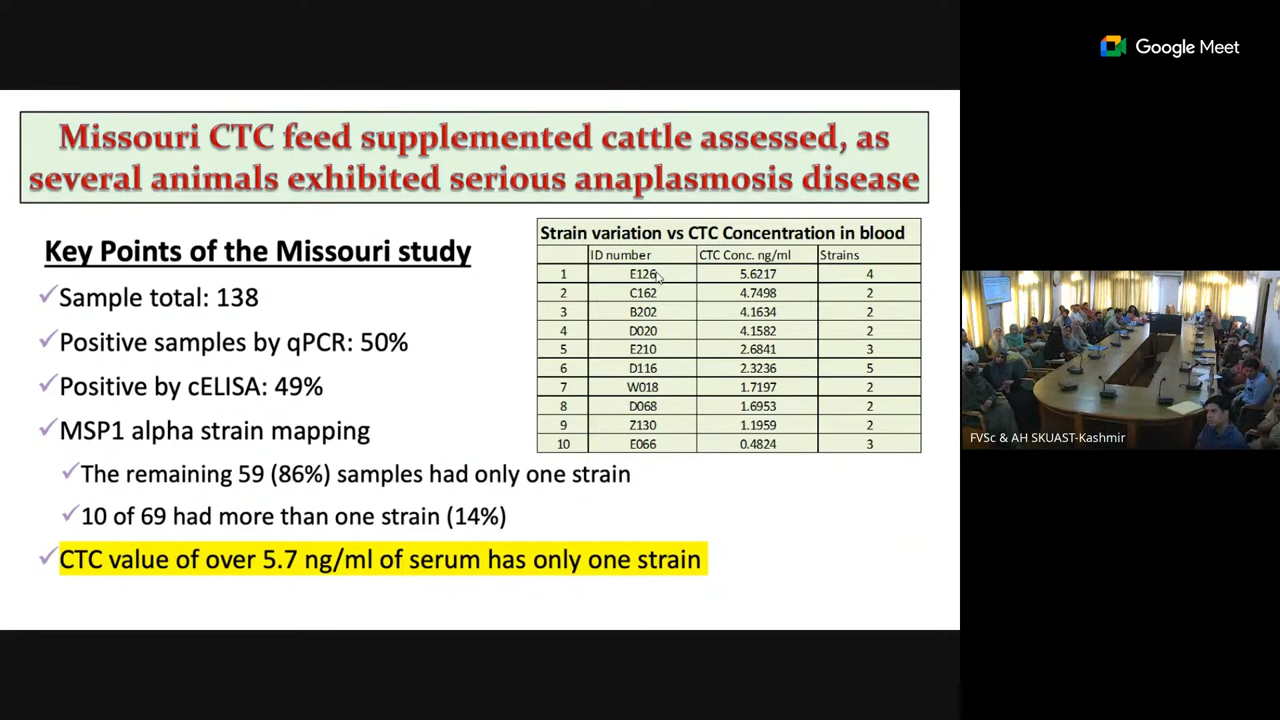 Google Meet
Missouri CTC feed supplemented cattle assessed, as
several animals exhibited serious anaplasmosis disease
Key Points of the Missouri study
Sample total: 138
Positive samples by qPCR: 50%
Positive by cELISA: 49%
MSP1 alpha strain mapping
The remaining 59 (86%) samples had only one strain
10 of 69 had more than one strain (14%)
CTC value of over 5.7 ng/ml of serum has only one strain
Strain variation vs CTC Concentration in blood
ID number CTC Conc. ng/ml Strains
1 E126 5.6217 4
2 C162 4.7498 2
3 B202 4.1634 2
4 D020 4.1582 2
5 E210 2.6841 3
6 D116 2.3236 5
7 W018 1.7197 2
8 D068 1.6953 2
9 Z130 1.1959 2
10 E066 0.4824 3
FVSc & AH SKUAST-Kashmir